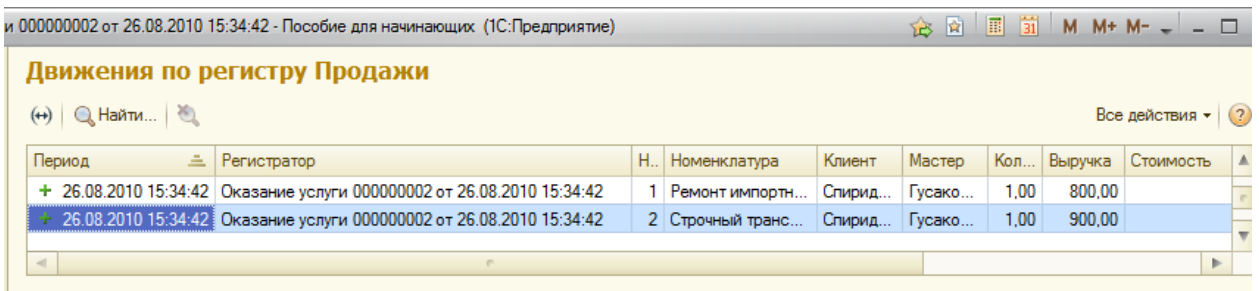 и 000000002 от 26.08.2010 15:34:42 - Пособие для начинающих (1С:Предприятие) 31 M M+ M-
Движения по регистру Продажи
Найти... Все действия ?
Период Регистратор Н.. Номенклатура Клиент Мастер Кол... Выручка Стоимость
26.08.2010 15:34:42 Оказание услуги 000000002 от 26.08.2010 15:34:42 1 Ремонт импортн... Спирид... Гусако... 1,00 800,00
26.08.2010 15:34:42 Оказание услуги 000000002 от 26.08.2010 15:34:42 2 Строчный транс... Спирид... Гусако... 1,00 900,00